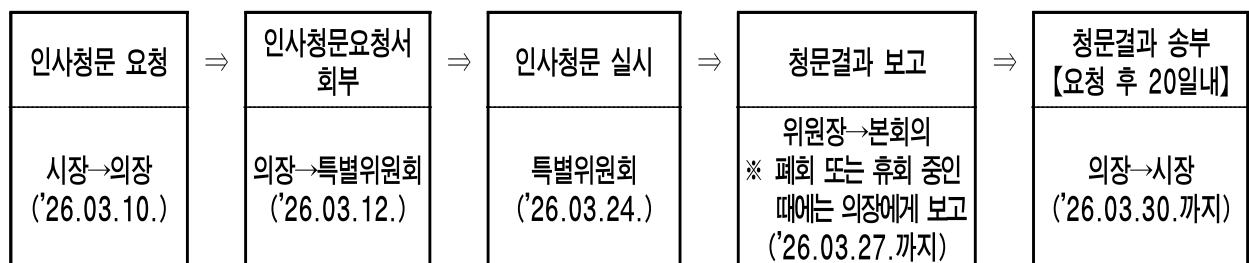 인사청문 요청
⇒
인사청문요청서
회부
⇒
인사청문 실시
⇒
청문결과 보고
⇒
청문결과 송부
【요청 후 20일내】
시장→의장
('26.03.10.)
의장→특별위원회
('26.03.12.)
특별위원회
('26.03.24.)
위원장→본회의
※ 폐회 또는 휴회 중인
때에는 의장에게 보고
('26.03.27.까지)
의장→시장
('26.03.30.까지)